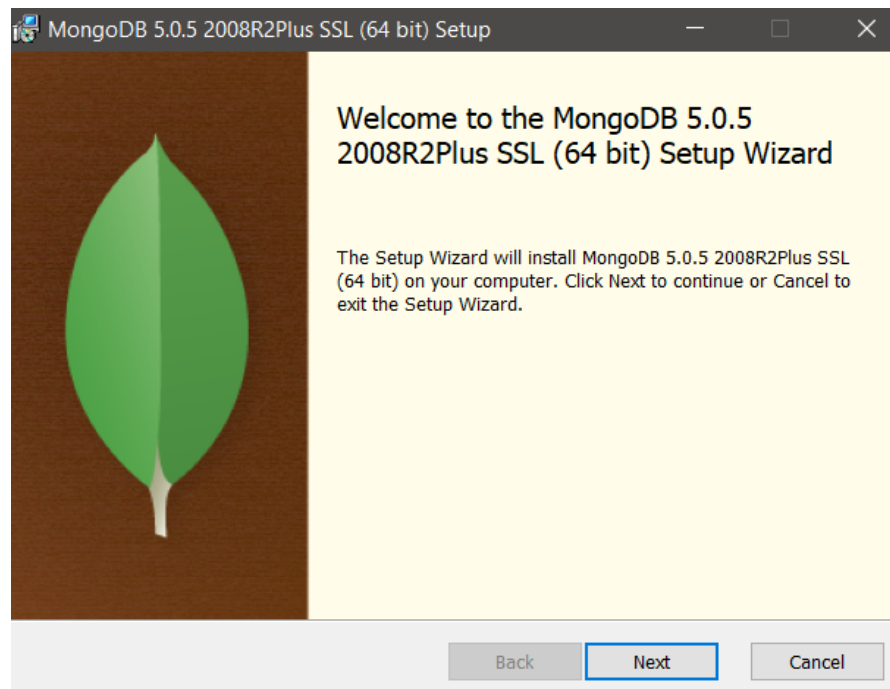 MongoDB 5.0.5 2008R2Plus SSL (64 bit) Setup
Welcome to the MongoDB 5.0.5
2008R2Plus SSL (64 bit) Setup Wizard
The Setup Wizard will install MongoDB 5.0.5 2008R2Plus SSL
(64 bit) on your computer. Click Next to continue or Cancel to
exit the Setup Wizard.
Back Next Cancel